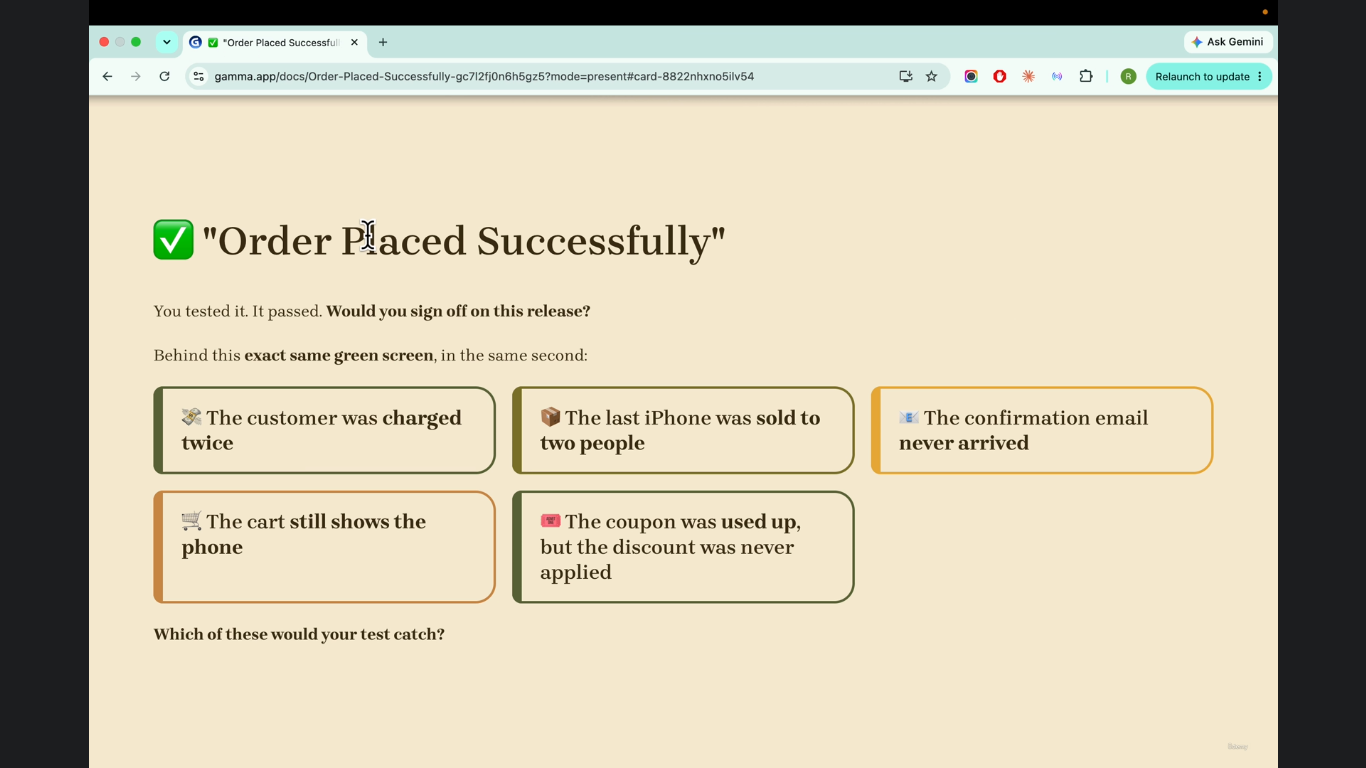 ✅ "Order Placed Successful
Ask Gemini
gamma.app/docs/Order-Placed-Successfully-gc7l2fj0n6h5gz5?mode=present#card-8822nhxno5ilv54
R
Relaunch to update
✅ "Order Placed Successfully"
You tested it. It passed. Would you sign off on this release?
Behind this exact same green screen, in the same second:
💸 The customer was charged
twice
📦 The last iPhone was sold to
two people
📧 The confirmation email
never arrived
🛒 The cart still shows the
phone
🎟️ The coupon was used up,
but the discount was never
applied
Which of these would your test catch?
Udemy